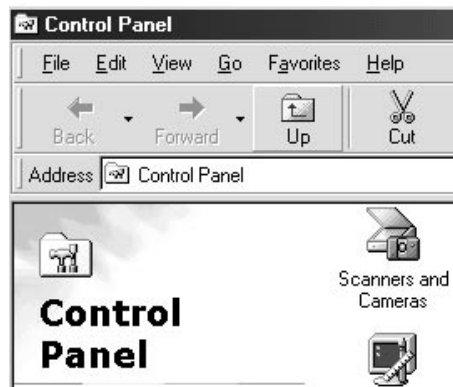 Control Panel
File Edit View Go Favorites Help
Back Forward Up Cut
Address Control Panel
Scanners and
Cameras
Control
Panel